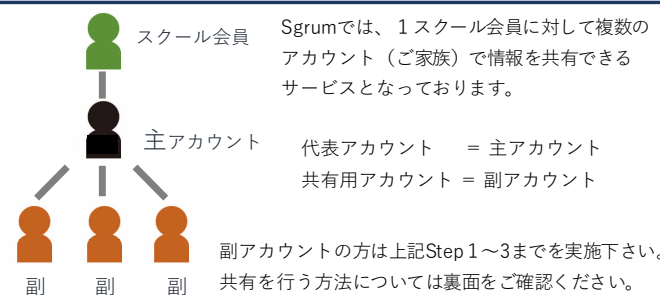 スクール会員
Sgrumでは、１スクール会員に対して複数の
アカウント（ご家族）で情報を共有できる
サービスとなっております。
主アカウント
代表アカウント　＝ 主アカウント
共有用アカウント ＝ 副アカウント
副アカウントの方は上記Step１～3までを実施下さい。
共有を行う方法については裏面をご確認ください。
副　副　副